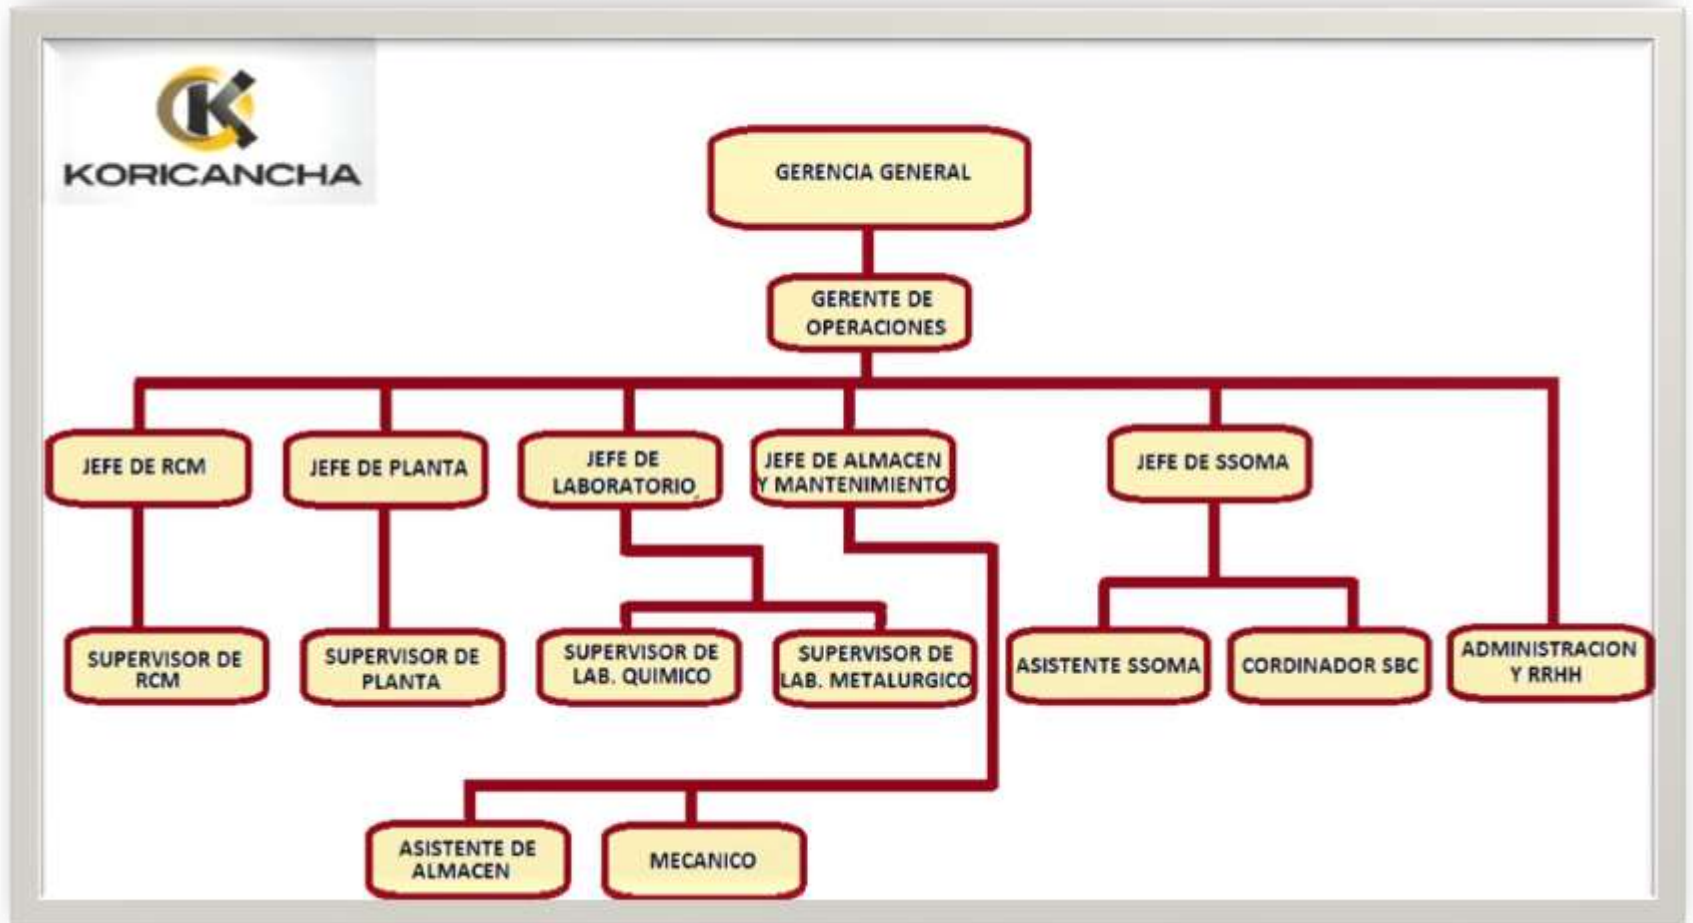 KORICANCHA
GERENCIA GENERAL
GERENTE DE
OPERACIONES
JEFE DE RCM
JEFE DE PLANTA
JEFE DE
LABORATORIO
JEFE DE ALMACEN
Y MANTENIMIENTO
JEFE DE SSOMA
SUPERVISOR DE
RCM
SUPERVISOR DE
PLANTA
SUPERVISOR DE
LAB. QUIMICO
SUPERVISOR DE
LAB. METALURGICO
ASISTENTE SSOMA
CORDINADOR SBC
ADMINISTRACION
Y RRHH
ASISTENTE DE
ALMACEN
MECANICO